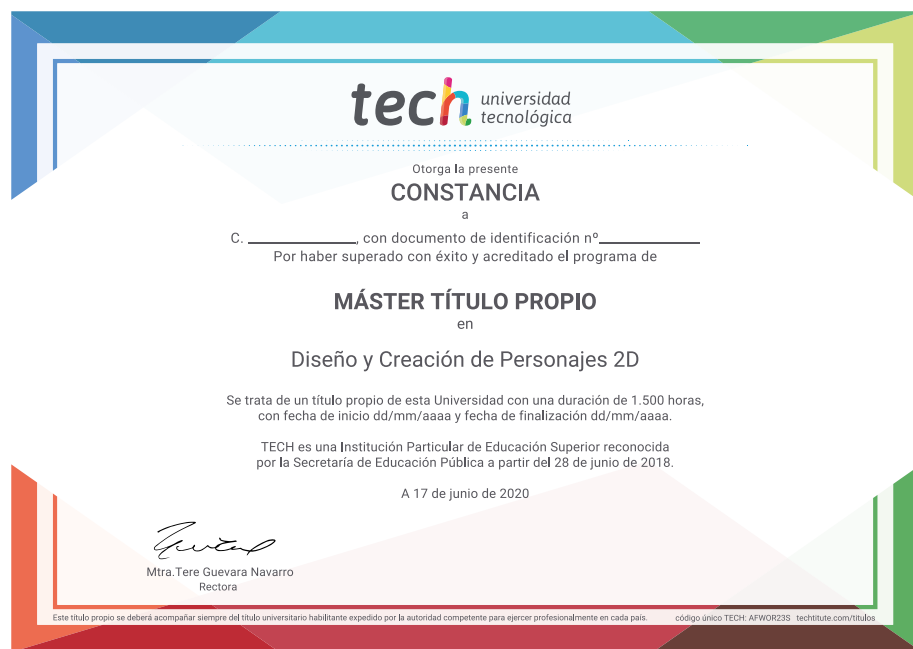 tech universidad
tecnológica
Otorga la presente
CONSTANCIA
a
C. ____________, con documento de identificación nº____________
Por haber superado con éxito y acreditado el programa de
MÁSTER TÍTULO PROPIO
en
Diseño y Creación de Personajes 2D
Se trata de un título propio de esta Universidad con una duración de 1.500 horas,
con fecha de inicio dd/mm/aaaa y fecha de finalización dd/mm/aaaa.
TECH es una Institución Particular de Educación Superior reconocida
por la Secretaría de Educación Pública a partir del 28 de junio de 2018.
A 17 de junio de 2020
Mtra.Tere Guevara Navarro
Rectora
Este título propio se deberá acompañar siempre del título universitario habilitante expedido por la autoridad competente para ejercer profesionalmente en cada país. código único TECH: AFWOR23S techtitute.com/titulos